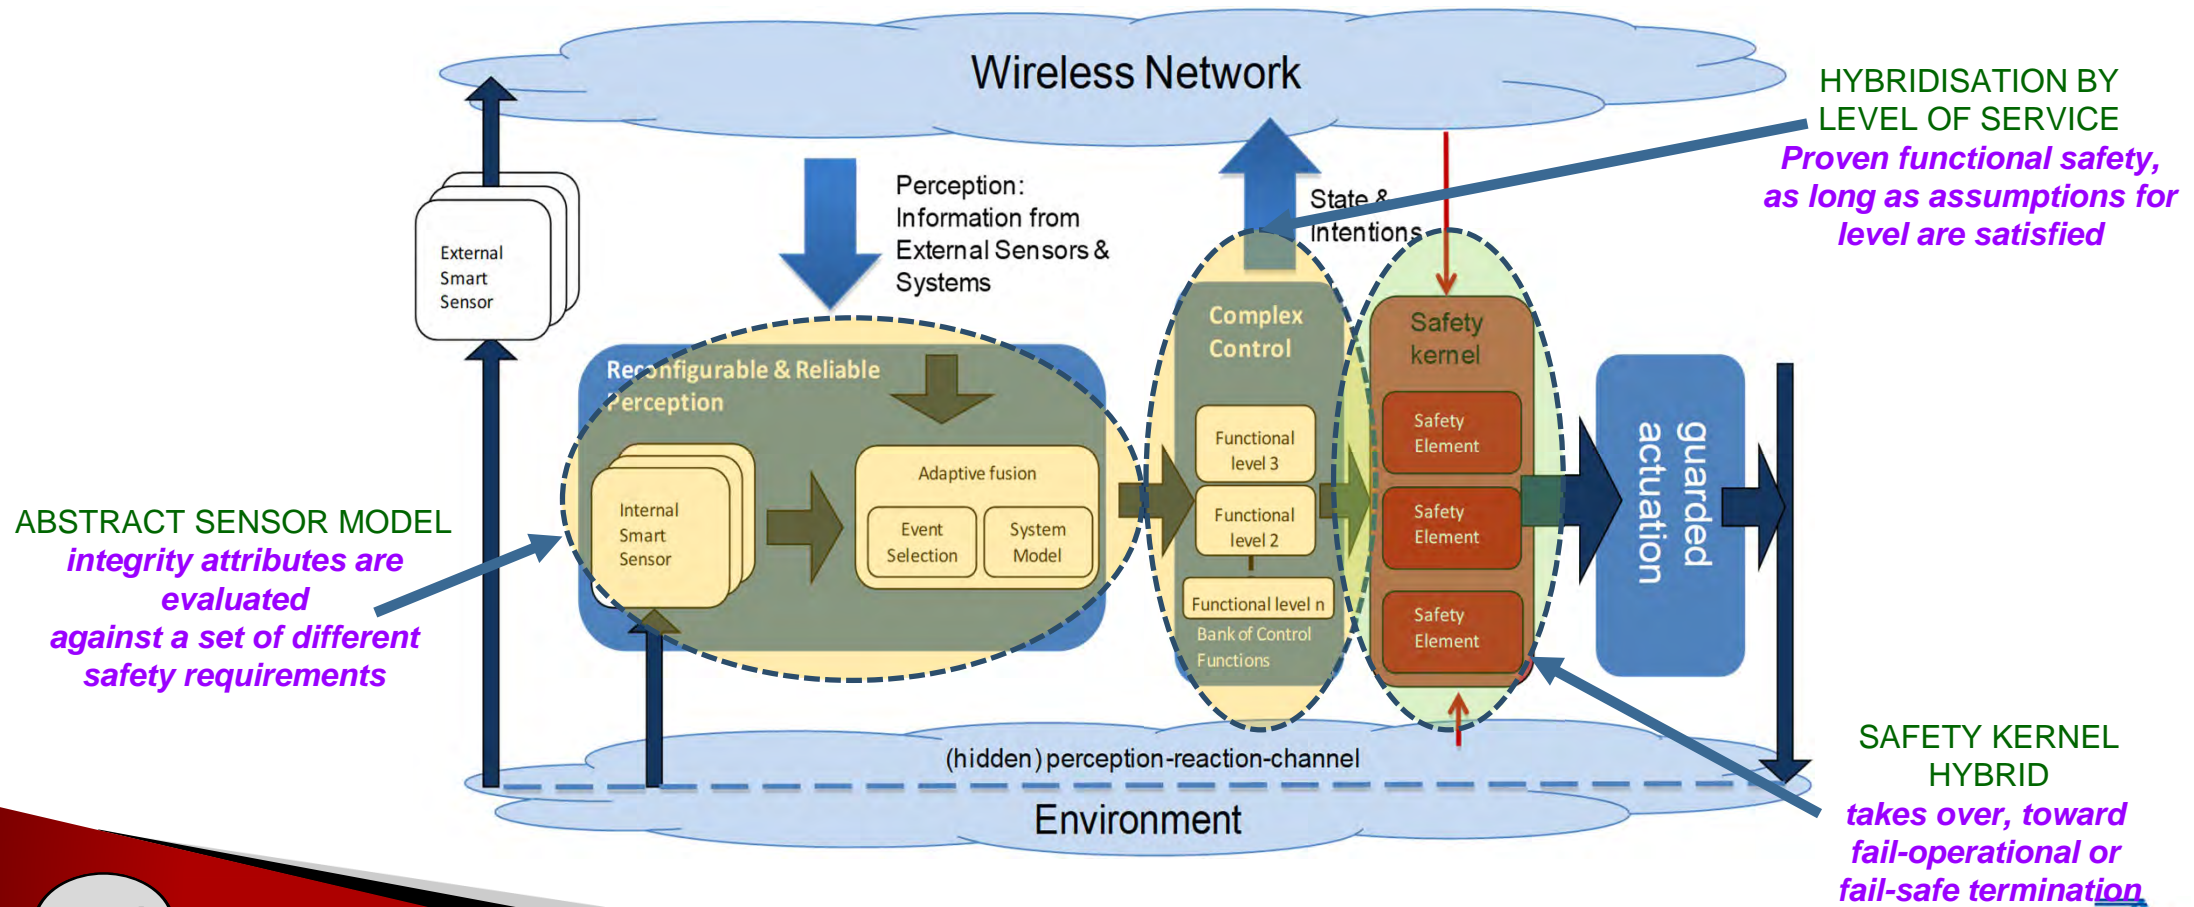 Wireless Network
HYBRIDISATION BY
LEVEL OF SERVICE
Proven functional safety,
as long as assumptions for
level are satisfied
Perception:
Information from
External Sensors &
Systems
State &
Intentions
External
Smart
Sensor
Reconfigurable & Reliable
Perception
Internal
Smart
Sensor
Adaptive fusion
Event
Selection
System
Model
Complex
Control
Functional
level 3
Functional
level 2
Functional level n
Bank of Control
Functions
Safety
kernel
Safety
Element
Safety
Element
Safety
Element
guarded
actuation
ABSTRACT SENSOR MODEL
integrity attributes are
evaluated
against a set of different
safety requirements
(hidden) perception-reaction-channel
Environment
SAFETY KERNEL
HYBRID
takes over, toward
fail-operational or
fail-safe termination